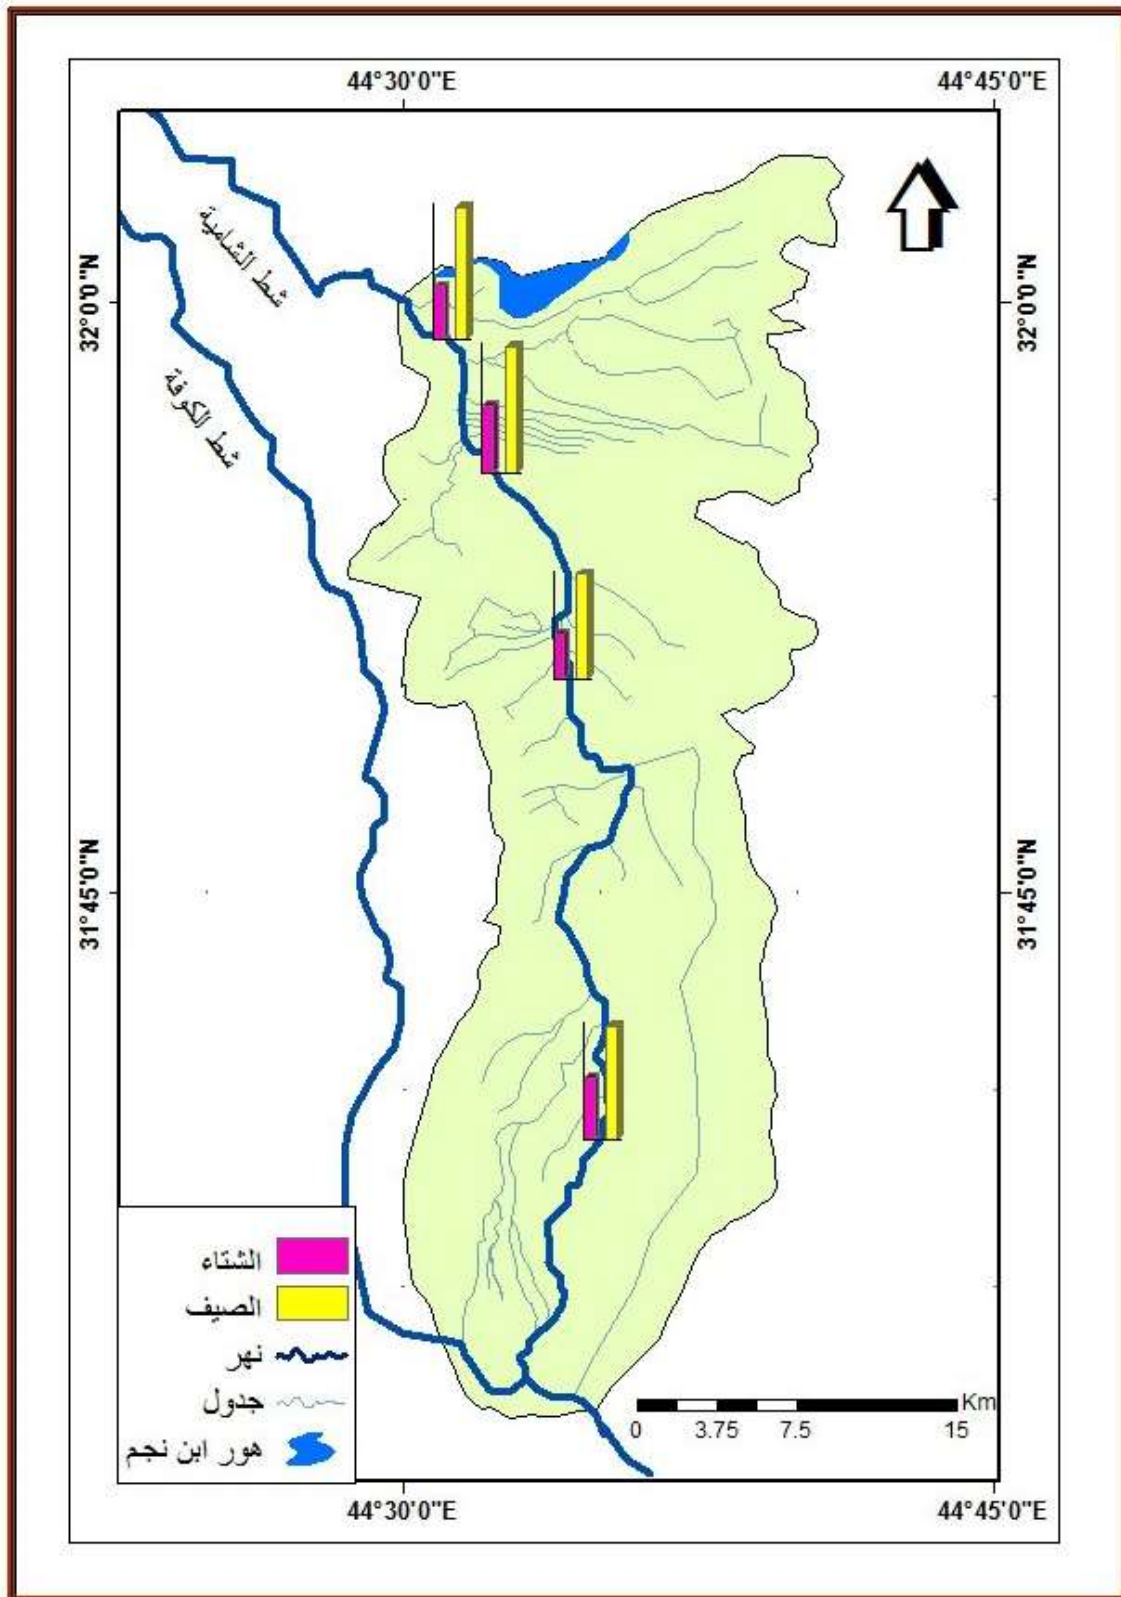 44°30'0"E 44°45'0"E
شط الشامية
32°0'0"N 32°0'0"N
شط الكوفة
31°45'0"N 31°45'0"N
الشتاء
الصيف
نهر
جدول
هور ابن نجم
Km
0 3.75 7.5 15
44°30'0"E 44°45'0"E